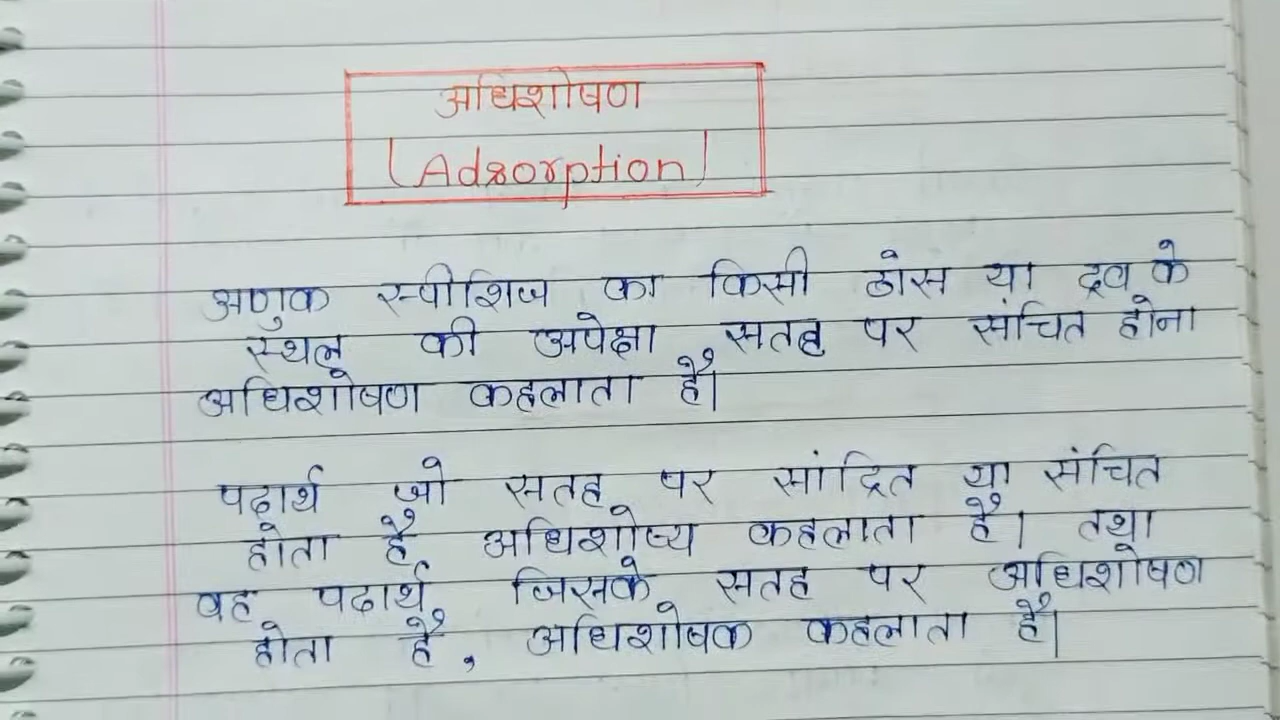 अधिशोषण
(Adsorption)
अणुक स्पीशिज का किसी ठोस या द्रव के
स्थल की अपेक्षा सतह पर संचित होना
अधिशोषण कहलाता है।
पदार्थ जो सतह पर सांद्रित या संचित
होता है अधिशोष्य कहलाता है। तथा
वह पदार्थ जिसके सतह पर अधिशोषण
होता है, अधिशोषक कहलाता है।